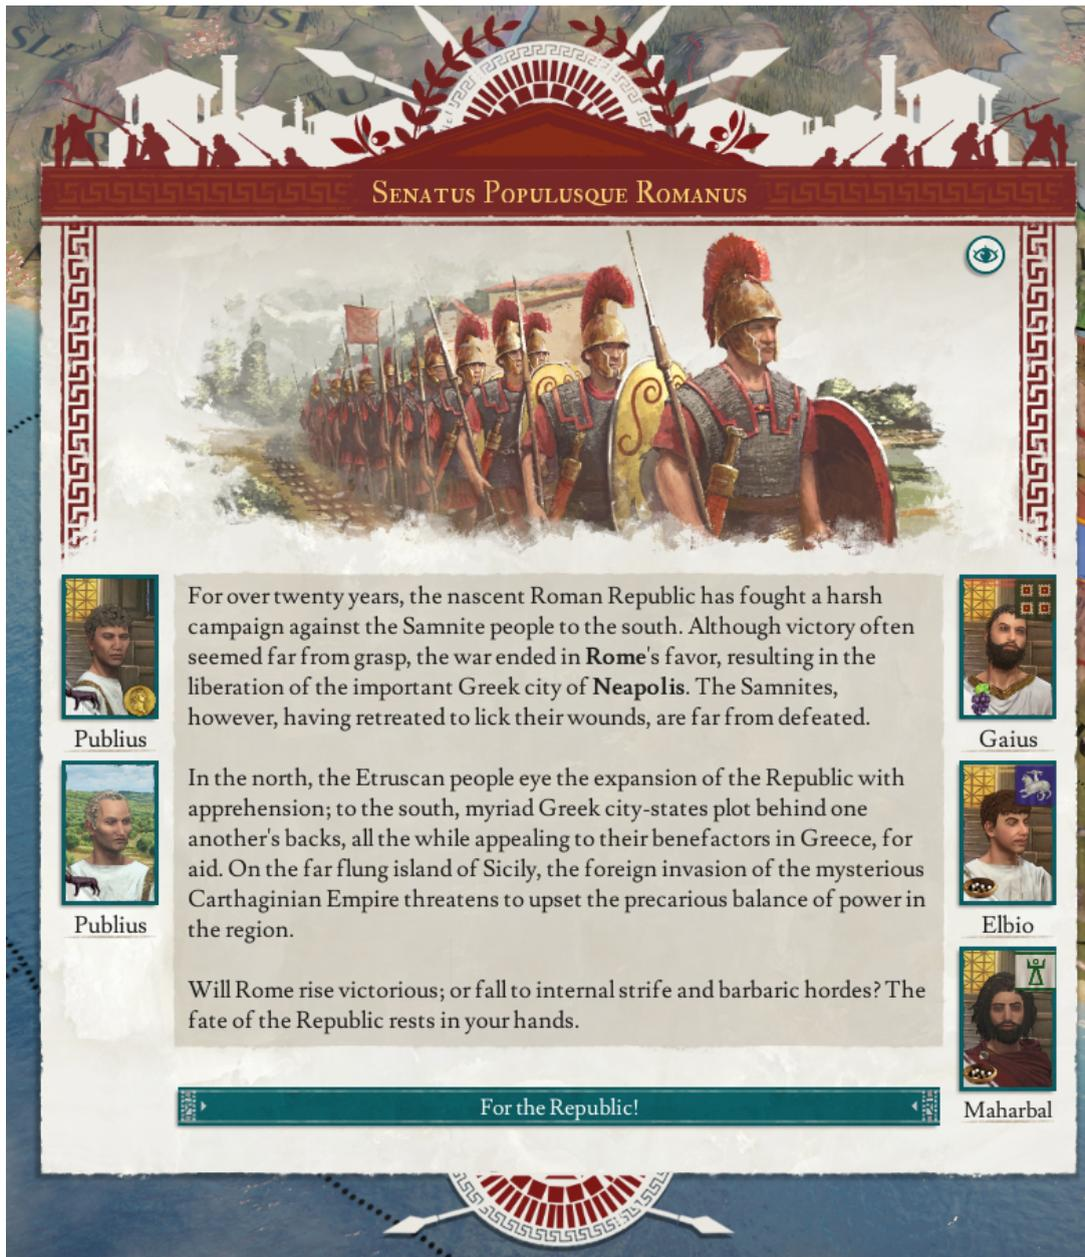 Senatus Populusque Romanus
For over twenty years, the nascent Roman Republic has fought a harsh
campaign against the Samnite people to the south. Although victory often
seemed far from grasp, the war ended in Rome's favor, resulting in the
liberation of the important Greek city of Neapolis. The Samnites,
however, having retreated to lick their wounds, are far from defeated.
In the north, the Etruscan people eye the expansion of the Republic with
apprehension; to the south, myriad Greek city-states plot behind one
another's backs, all the while appealing to their benefactors in Greece, for
aid. On the far flung island of Sicily, the foreign invasion of the mysterious
Carthaginian Empire threatens to upset the precarious balance of power in
the region.
Will Rome rise victorious; or fall to internal strife and barbaric hordes? The
fate of the Republic rests in your hands.
Publius
Publius
Gaius
Elbio
Maharbal
For the Republic!